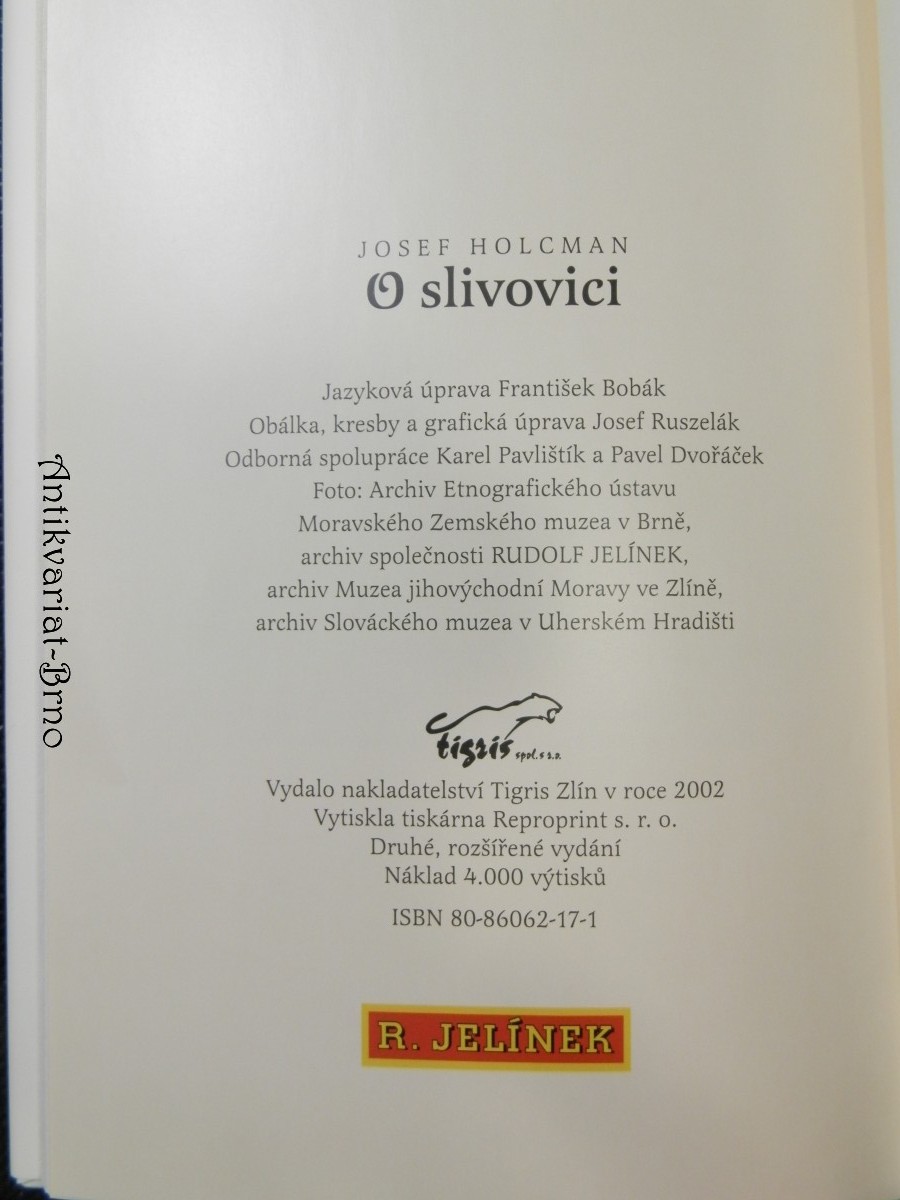 JOSEF HOLCMAN
O slivovici
Jazyková úprava František Bobák
Obálka, kresby a grafická úprava Josef Ruszelák
Odborná spolupráce Karel Pavlištík a Pavel Dvořáček
Foto: Archiv Etnografického ústavu
Moravského Zemského muzea v Brně,
archiv společnosti RUDOLF JELÍNEK,
archiv Muzea jihovýchodní Moravy ve Zlíně,
archiv Slováckého muzea v Uherském Hradišti
tigris spol. s r.o.
Vydalo nakladatelství Tigris Zlín v roce 2002
Vytiskla tiskárna Reproprint s. r. o.
Druhé, rozšířené vydání
Náklad 4.000 výtisků
ISBN 80-86062-17-1
R. JELÍNEK
Antikvariat~Brno